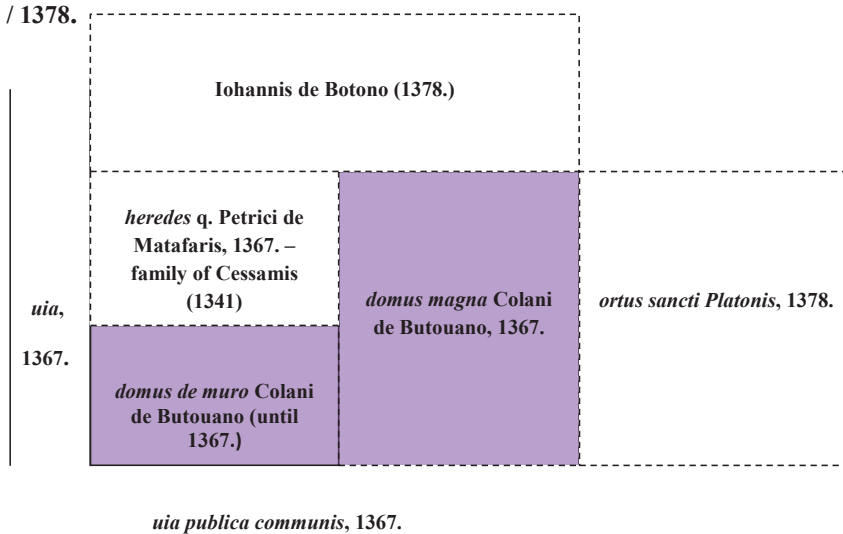 / 1378.
Iohannis de Botono (1378.)
heredes q. Petrici de
Matafaris, 1367. –
family of Cessamis
(1341)
domus magna Colani
de Butouano, 1367.
ortus sancti Platonis, 1378.
uia,
1367.
domus de muro Colani
de Butouano (until
1367.)
uia publica communis, 1367.